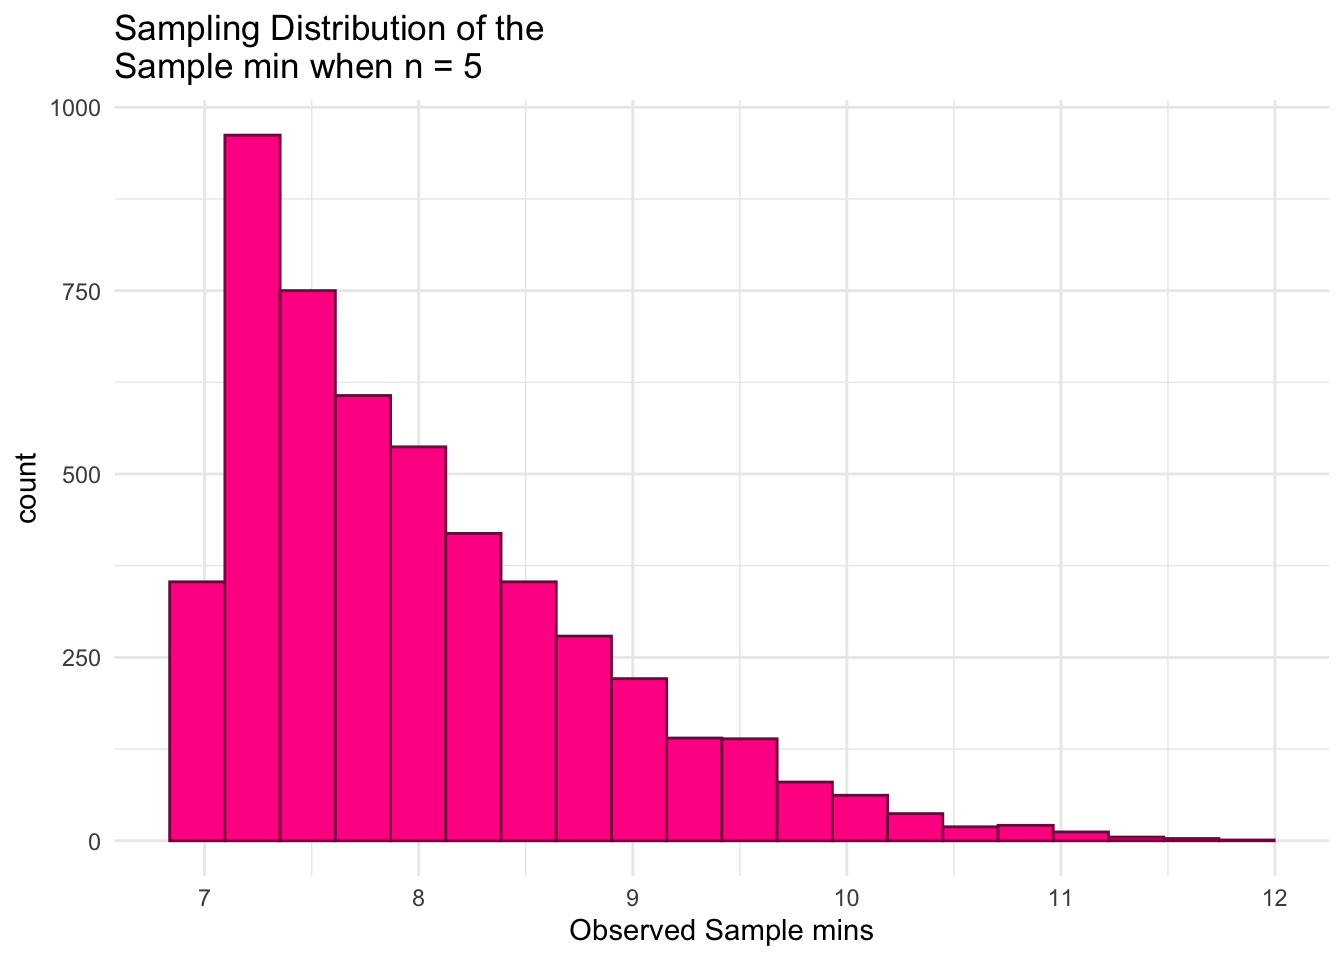 Sampling Distribution of the
Sample min when n = 5
1000
750
500
250
0
count
7 8 9 10 11 12
Observed Sample mins